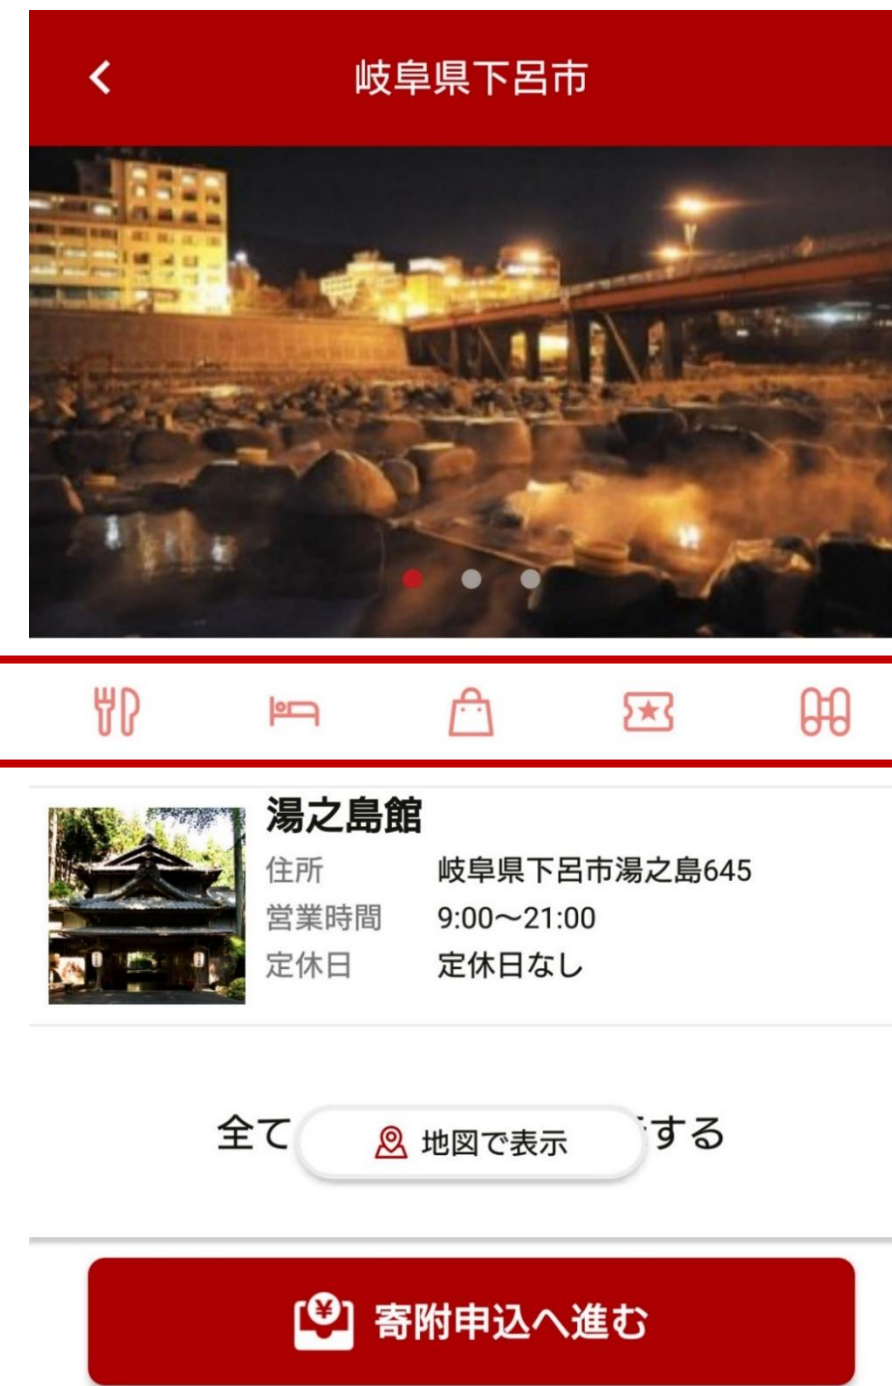 岐阜県下呂市
湯之島館
住所 岐阜県下呂市湯之島645
営業時間 9:00〜21:00
定休日 定休日なし
全て
地図で表示
する
寄附申込へ進む